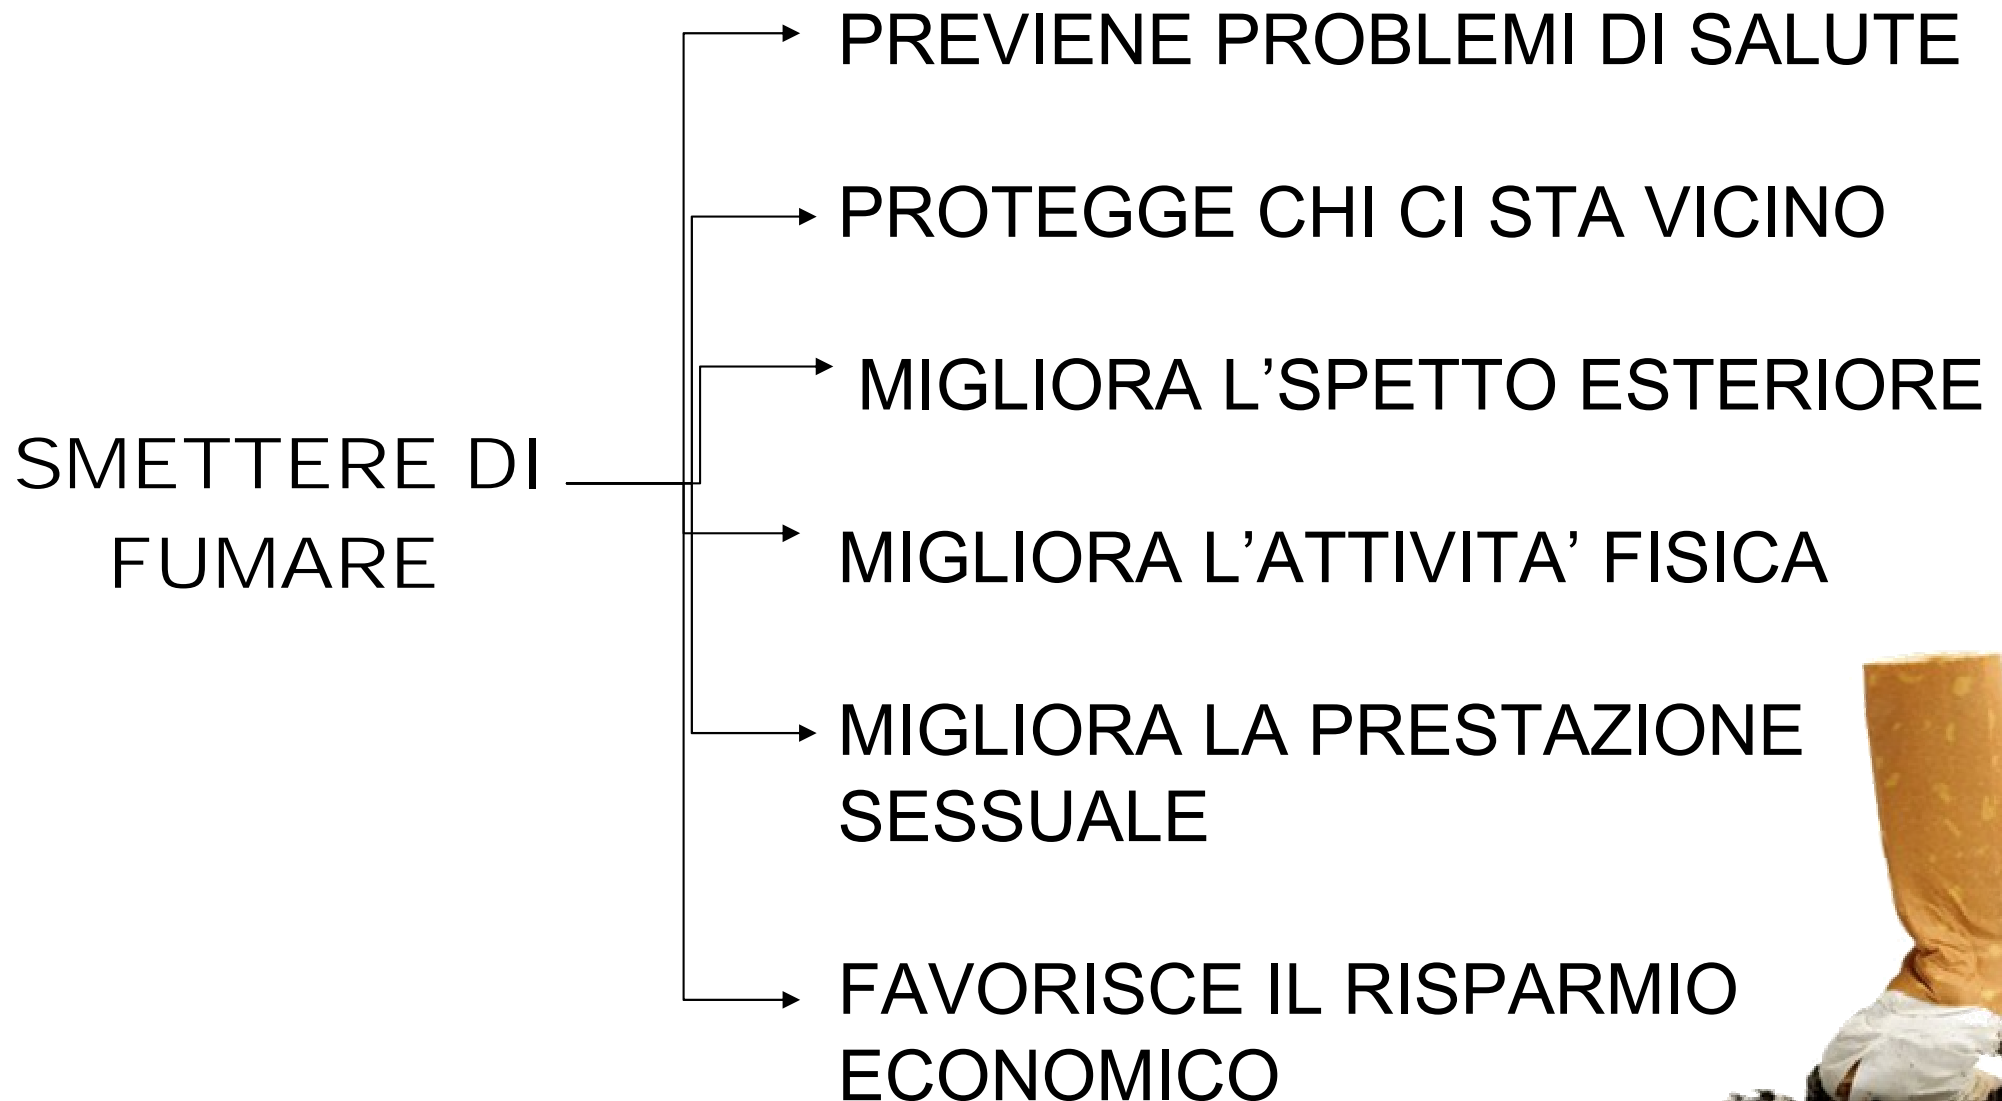 PREVIENE PROBLEMI DI SALUTE
PROTEGGE CHI CI STA VICINO
MIGLIORA L’SPETTO ESTERIORE
SMETTERE DI
FUMARE
MIGLIORA L’ATTIVITA’ FISICA
MIGLIORA LA PRESTAZIONE
SESSUALE
FAVORISCE IL RISPARMIO
ECONOMICO